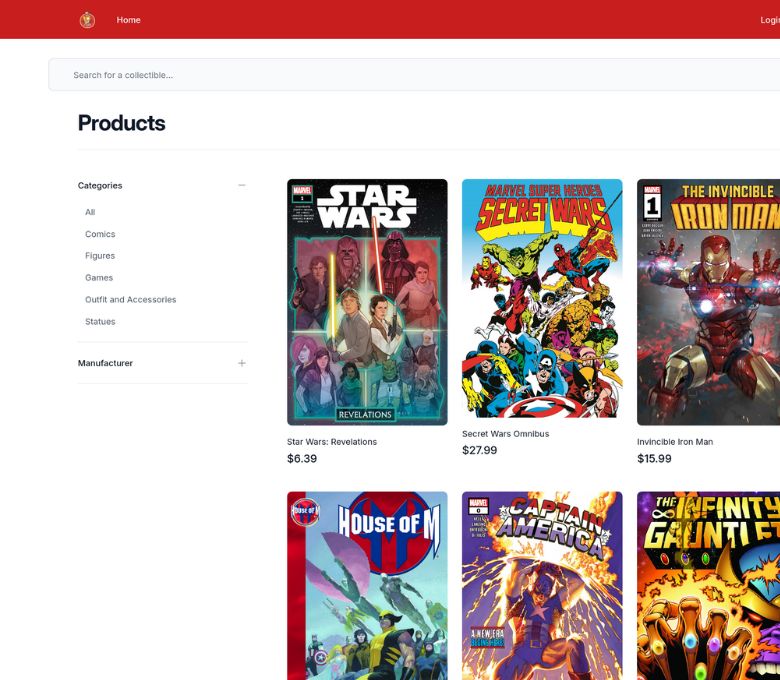 Home
Login
Search for a collectible...
Products
Categories
All
Comics
Figures
Games
Outfit and Accessories
Statues
Manufacturer
MARVEL
1
STAR
WARS
REVELATIONS
Star Wars: Revelations
$6.39
MARVEL SUPER HEROES
SECRET WARS
Secret Wars Omnibus
$27.99
MARVEL
1
THE INVINCIBLE
IRON MAN
Invincible Iron Man
$15.99
HOUSE OF M
HOUSE OF M
MARVEL
0
CAPTAIN
AMERICA
A NEW ERA
BEGINS HERE!
THE INFINITY
GAUNTLET